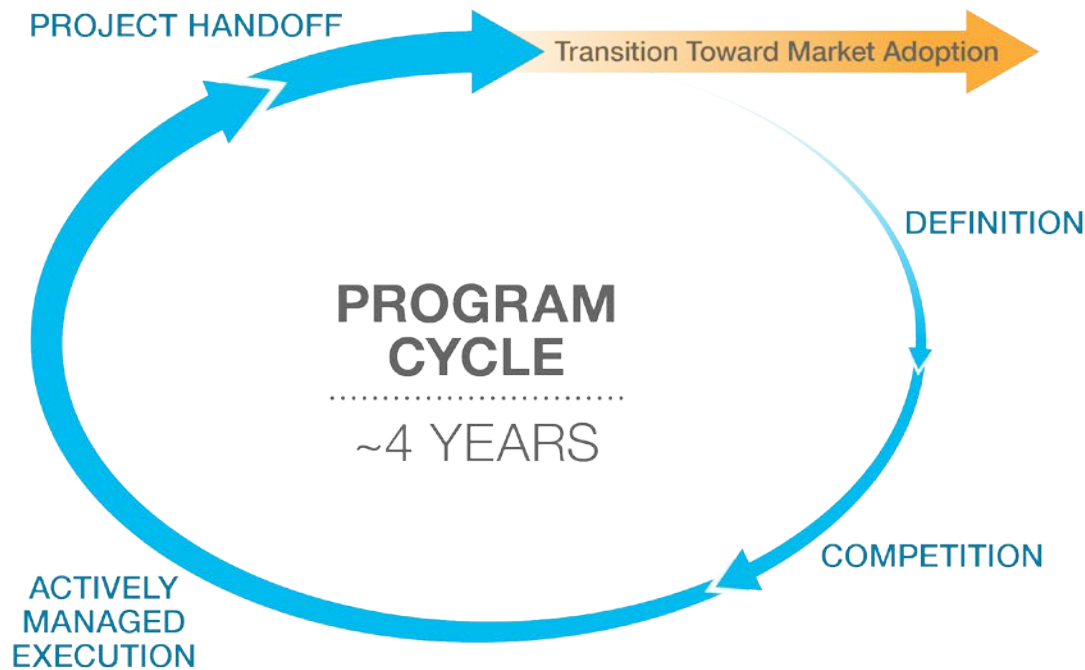 PROJECT HANDOFF
Transition Toward Market Adoption
DEFINITION
PROGRAM
CYCLE
~4 YEARS
COMPETITION
ACTIVELY
MANAGED
EXECUTION